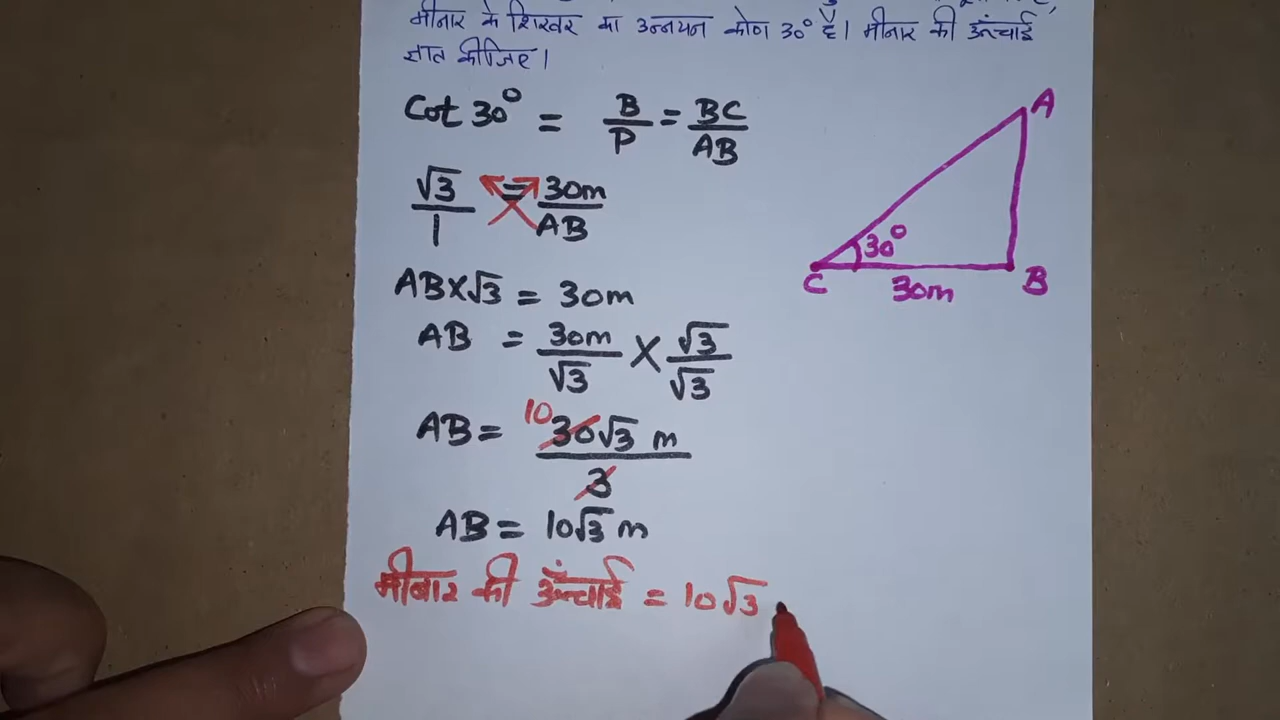 मीनार के शिखर का उन्नयन कोण 30° है। मीनार की ऊँचाई
ज्ञात कीजिए।
Cot 30° = B/P = BC/AB
√3/1 = 30m/AB
AB×√3 = 30m
AB = 30m/√3 × √3/√3
10
AB = 30√3 m/3
AB = 10√3 m
मीबार की ऊँचाई = 10√3
A
30°
C
B
30m